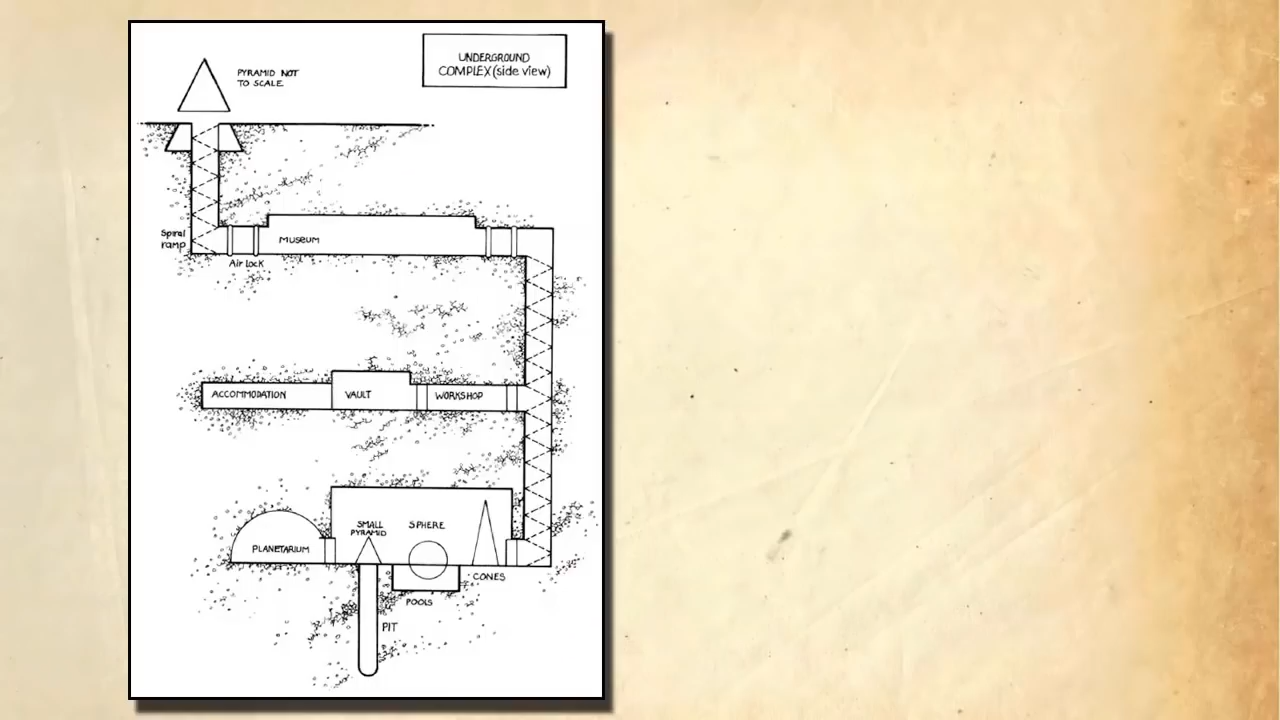 UNDERGROUND
COMPLEX (side view)
PYRAMID NOT
TO SCALE
Spiral
ramp
MUSEUM
Air lock
ACCOMMODATION
VAULT
WORKSHOP
SMALL
PYRAMID
SPHERE
PLANETARIUM
CONES
POOLS
PIT